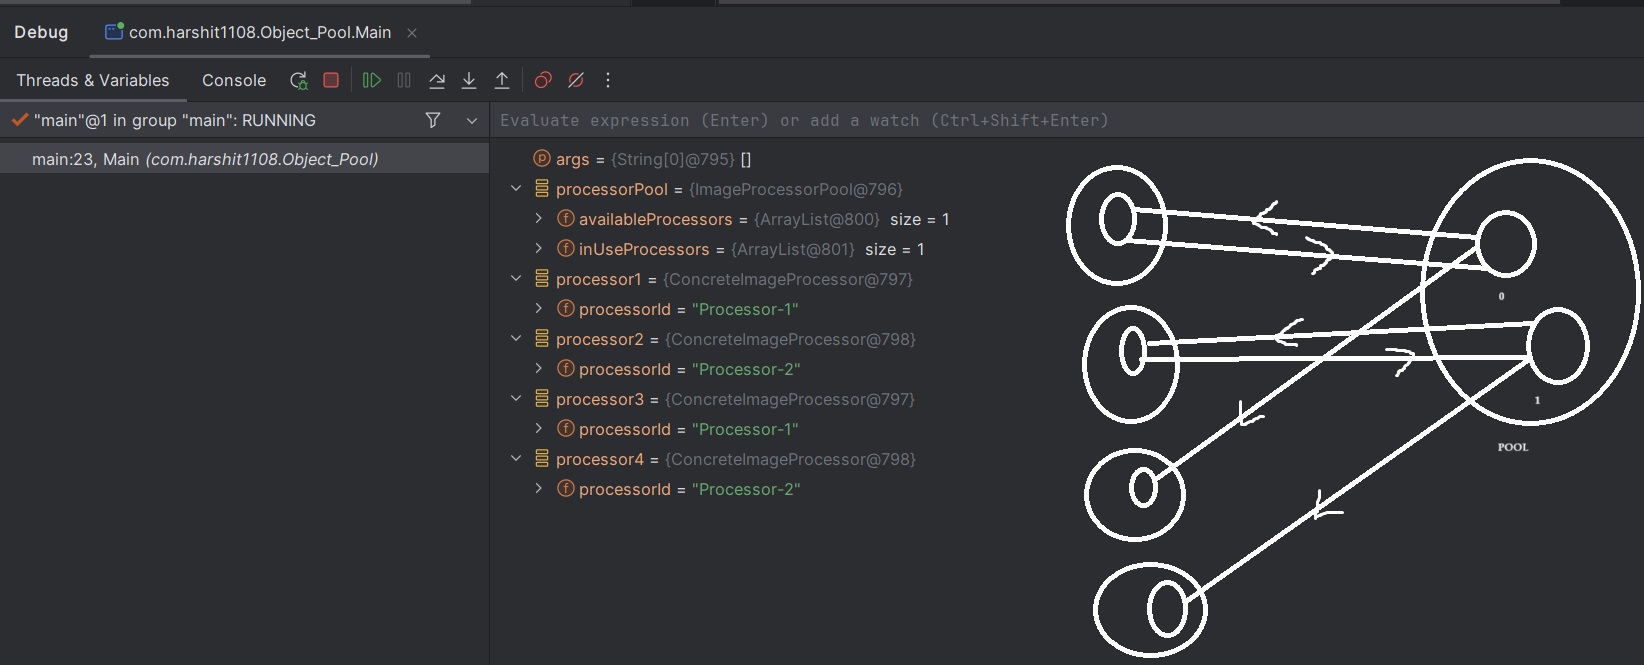 Debug com.harshit1108.Object_Pool.Main
Threads & Variables Console
"main"@1 in group "main": RUNNING
Evaluate expression (Enter) or add a watch (Ctrl+Shift+Enter)
main:23, Main (com.harshit1108.Object_Pool)
args = {String[0]@795} []
processorPool = {ImageProcessorPool@796}
availableProcessors = {ArrayList@800} size = 1
inUseProcessors = {ArrayList@801} size = 1
processor1 = {ConcreteImageProcessor@797}
processorId = "Processor-1"
processor2 = {ConcreteImageProcessor@798}
processorId = "Processor-2"
processor3 = {ConcreteImageProcessor@797}
processorId = "Processor-1"
processor4 = {ConcreteImageProcessor@798}
processorId = "Processor-2"
0
1
POOL